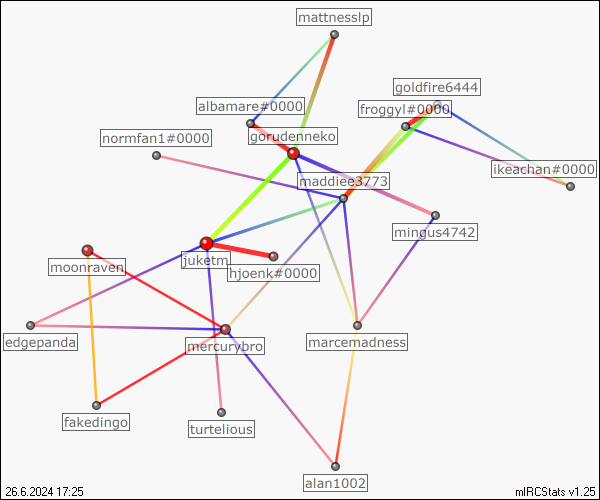 mattnesslp
goldfire6444
albamare#0000
froggyl#0000
normfan1#0000
gorudenneko
ikeachan#0000
maddiee3773
mingus4742
juketm
moonraven
hjoenk#0000
edgepanda
mercurybro
marcemadness
fakedingo
turtelious
alan1002
26.6.2024 17:25
mIRCStats v1.25